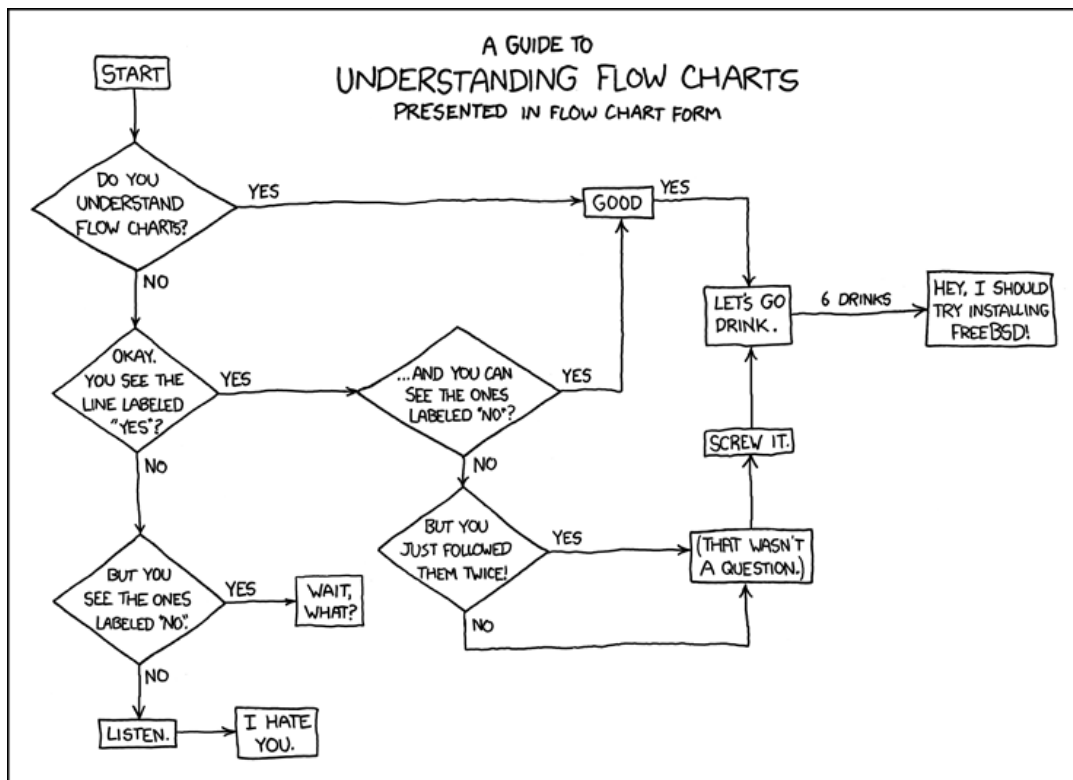 A GUIDE TO
UNDERSTANDING FLOW CHARTS
PRESENTED IN FLOW CHART FORM
START
DO YOU
UNDERSTAND
FLOW CHARTS?
YES
GOOD
YES
NO
LET'S GO
DRINK.
6 DRINKS
HEY, I SHOULD
TRY INSTALLING
FREEBSD!
OKAY.
YOU SEE THE
LINE LABELED
"YES"?
YES
...AND YOU CAN
SEE THE ONES
LABELED "NO"?
YES
NO
NO
SCREW IT.
BUT YOU
JUST FOLLOWED
THEM TWICE!
YES
(THAT WASN'T
A QUESTION.)
NO
BUT YOU
SEE THE ONES
LABELED "NO".
YES
WAIT,
WHAT?
NO
LISTEN.
I HATE
YOU.